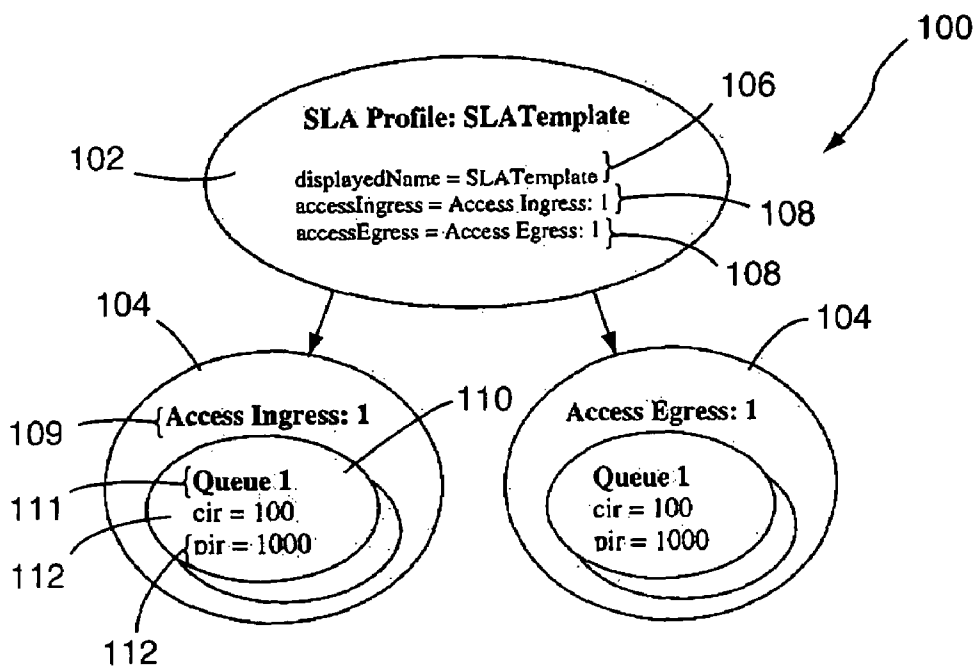 100
106
SLA Profile: SLATemplate
102
displayedName = SLATemplate
accessIngress = Access Ingress: 1
108
accessEgress = Access Egress: 1
108
104
104
109
Access Ingress: 1
110
Access Egress: 1
111
Queue 1
Queue 1
cir = 100
cir = 100
112
pir = 1000
pir = 1000
112